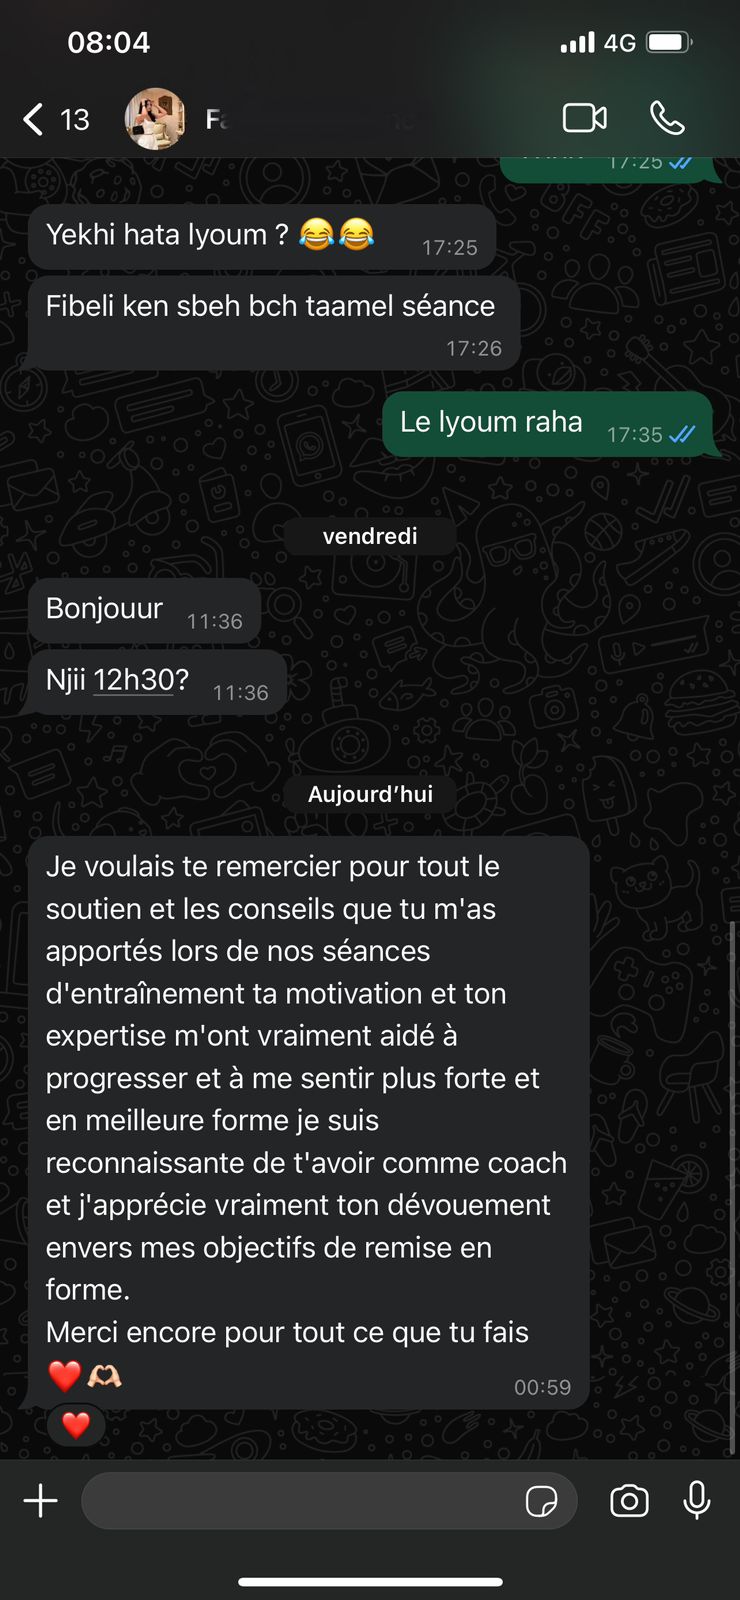 08:04
4G
13
17:25
Yekhi hata lyoum ? 😂😂
17:25
Fibeli ken sbeh bch taamel séance
17:26
Le lyoum raha
17:35
vendredi
Bonjouur
11:36
Njii 12h30?
11:36
Aujourd'hui
Je voulais te remercier pour tout le
soutien et les conseils que tu m'as
apportés lors de nos séances
d'entraînement ta motivation et ton
expertise m'ont vraiment aidé à
progresser et à me sentir plus forte et
en meilleure forme je suis
reconnaissante de t'avoir comme coach
et j'apprécie vraiment ton dévouement
envers mes objectifs de remise en
forme.
Merci encore pour tout ce que tu fais
❤️🫶🏻
00:59
❤️